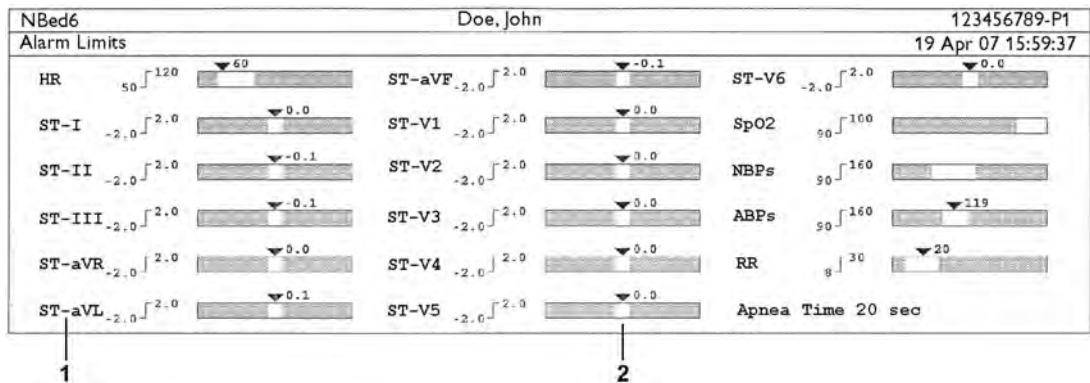 NBed6 Doe, John 123456789-P1
Alarm Limits 19 Apr 07 15:59:37
HR 50 120 60 ST-aVF -2.0 2.0 -0.1 ST-V6 -2.0 2.0 0.0
ST-I -2.0 2.0 0.0 ST-V1 -2.0 2.0 0.0 SpO2 90 100
ST-II -2.0 2.0 -0.1 ST-V2 -2.0 2.0 0.0 NBPs 90 160
ST-III -2.0 2.0 -0.1 ST-V3 -2.0 2.0 0.0 ABPs 90 160 119
ST-aVR -2.0 2.0 0.0 ST-V4 -2.0 2.0 0.0 RR 8 30 20
ST-aVL -2.0 2.0 0.1 ST-V5 -2.0 2.0 0.0 Apnea Time 20 sec
1 2